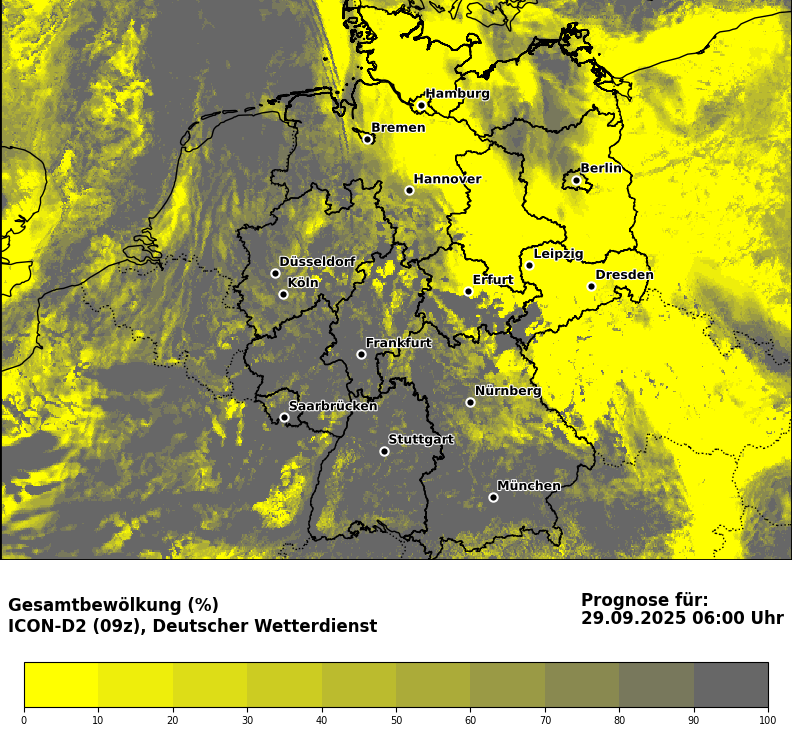 Hamburg
Bremen
Berlin
Hannover
Leipzig
Düsseldorf
Dresden
Köln
Erfurt
Frankfurt
Nürnberg
Saarbrücken
Stuttgart
München
Gesamtbewölkung (%)
ICON-D2 (09z), Deutscher Wetterdienst
Prognose für:
29.09.2025 06:00 Uhr
0 10 20 30 40 50 60 70 80 90 100